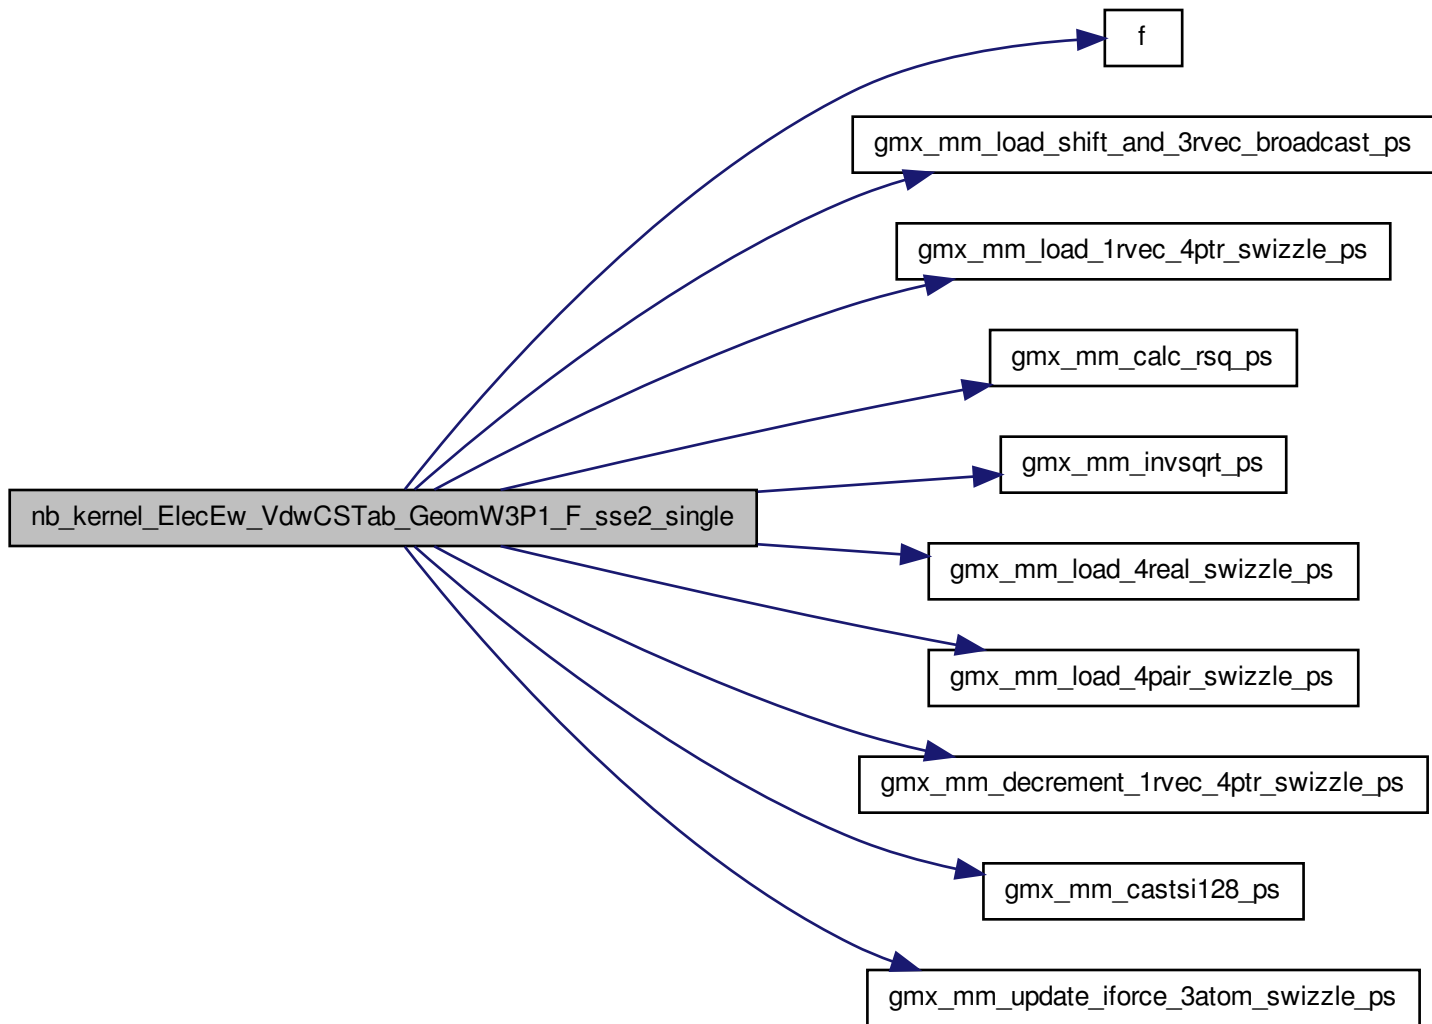 f
gmx_mm_load_shift_and_3rvec_broadcast_ps
gmx_mm_load_1rvec_4ptr_swizzle_ps
gmx_mm_calc_rsq_ps
gmx_mm_invsqrt_ps
nb_kernel_ElecEw_VdwCSTab_GeomW3P1_F_sse2_single
gmx_mm_load_4real_swizzle_ps
gmx_mm_load_4pair_swizzle_ps
gmx_mm_decrement_1rvec_4ptr_swizzle_ps
gmx_mm_castsi128_ps
gmx_mm_update_iforce_3atom_swizzle_ps